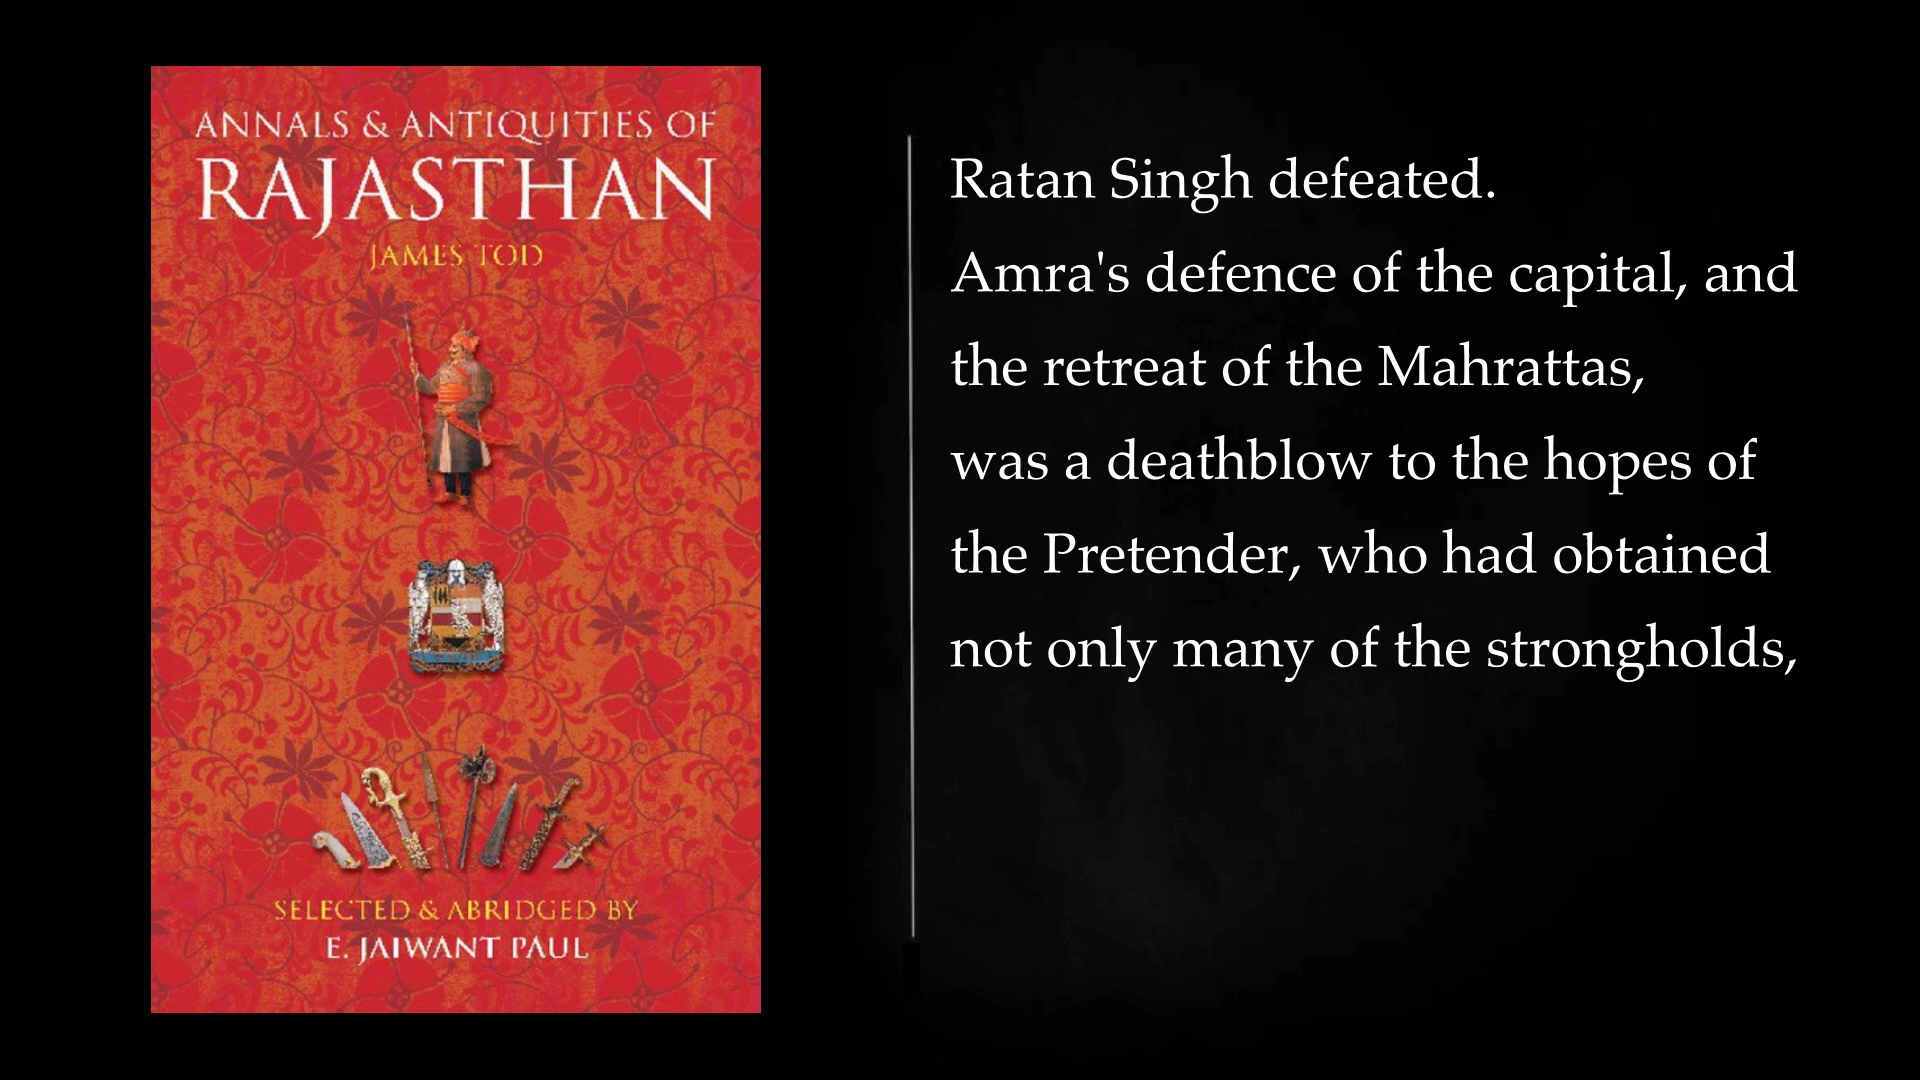 ANNALS & ANTIQUITIES OF
RAJASTHAN
JAMES TOD
SELECTED & ABRIDGED BY
E. JAIWANT PAUL
Ratan Singh defeated.
Amra's defence of the capital, and
the retreat of the Mahrattas,
was a deathblow to the hopes of
the Pretender, who had obtained
not only many of the strongholds,